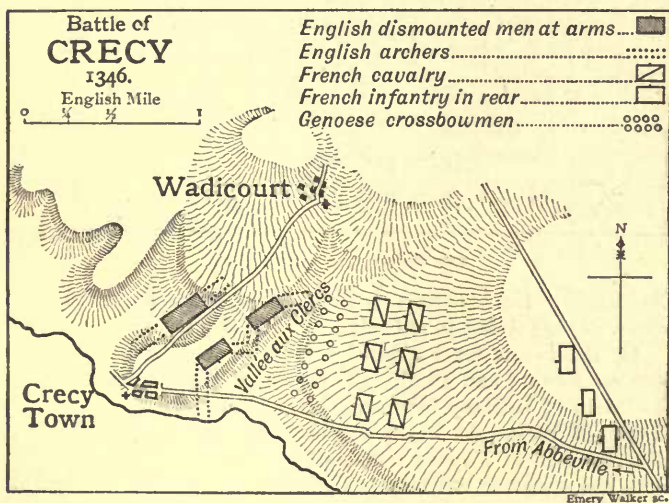 Battle of
CRECY
1346.
English Mile
0 ¼ ½ 1
English dismounted men at arms
English archers
French cavalry
French infantry in rear
Genoese crossbowmen
Wadicourt
N
Vallée aux Clercs
Crecy
Town
From Abbeville
Emery Walker sc.